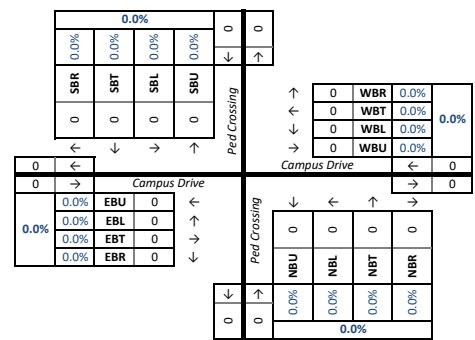 0.0%
0.0% 0.0% 0.0% 0.0% 0 0
↓ ↑
SBR SBT SBL SBU
0 0 0 0
← ↓ → ↑
Ped Crossing
↑ 0 WBR 0.0%
← 0 WBT 0.0%
↓ 0 WBL 0.0%
→ 0 WBU 0.0%
0.0%
Campus Drive
0 ← ← 0
0 → → 0
Campus Drive
0.0%
0.0% EBU 0 ←
0.0% EBL 0 ↑
0.0% EBT 0 →
0.0% EBR 0 ↓
Ped Crossing
↓ ← ↑ →
0 0 0 0
NBU NBL NBT NBR
↓ ↑
0 0 0.0% 0.0% 0.0% 0.0%
0.0%